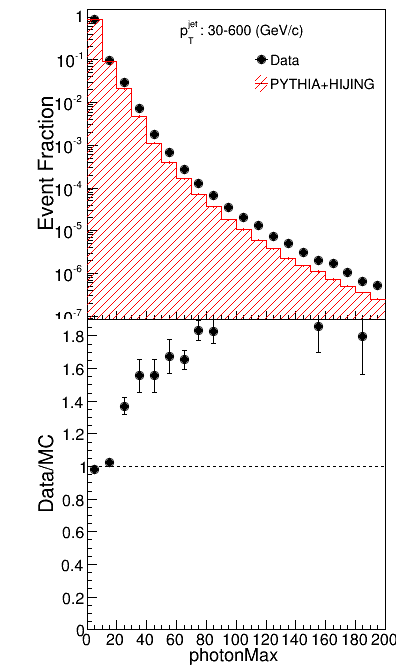 p_T^jet : 30-600 (GeV/c)
Data
PYTHIA+HIJING
Event Fraction
1
10^-1
10^-2
10^-3
10^-4
10^-5
10^-6
10^-7
Data/MC
1.8
1.6
1.4
1.2
1
0.8
0.6
0.4
0.2
0
0 20 40 60 80 100 120 140 160 180 200
photonMax